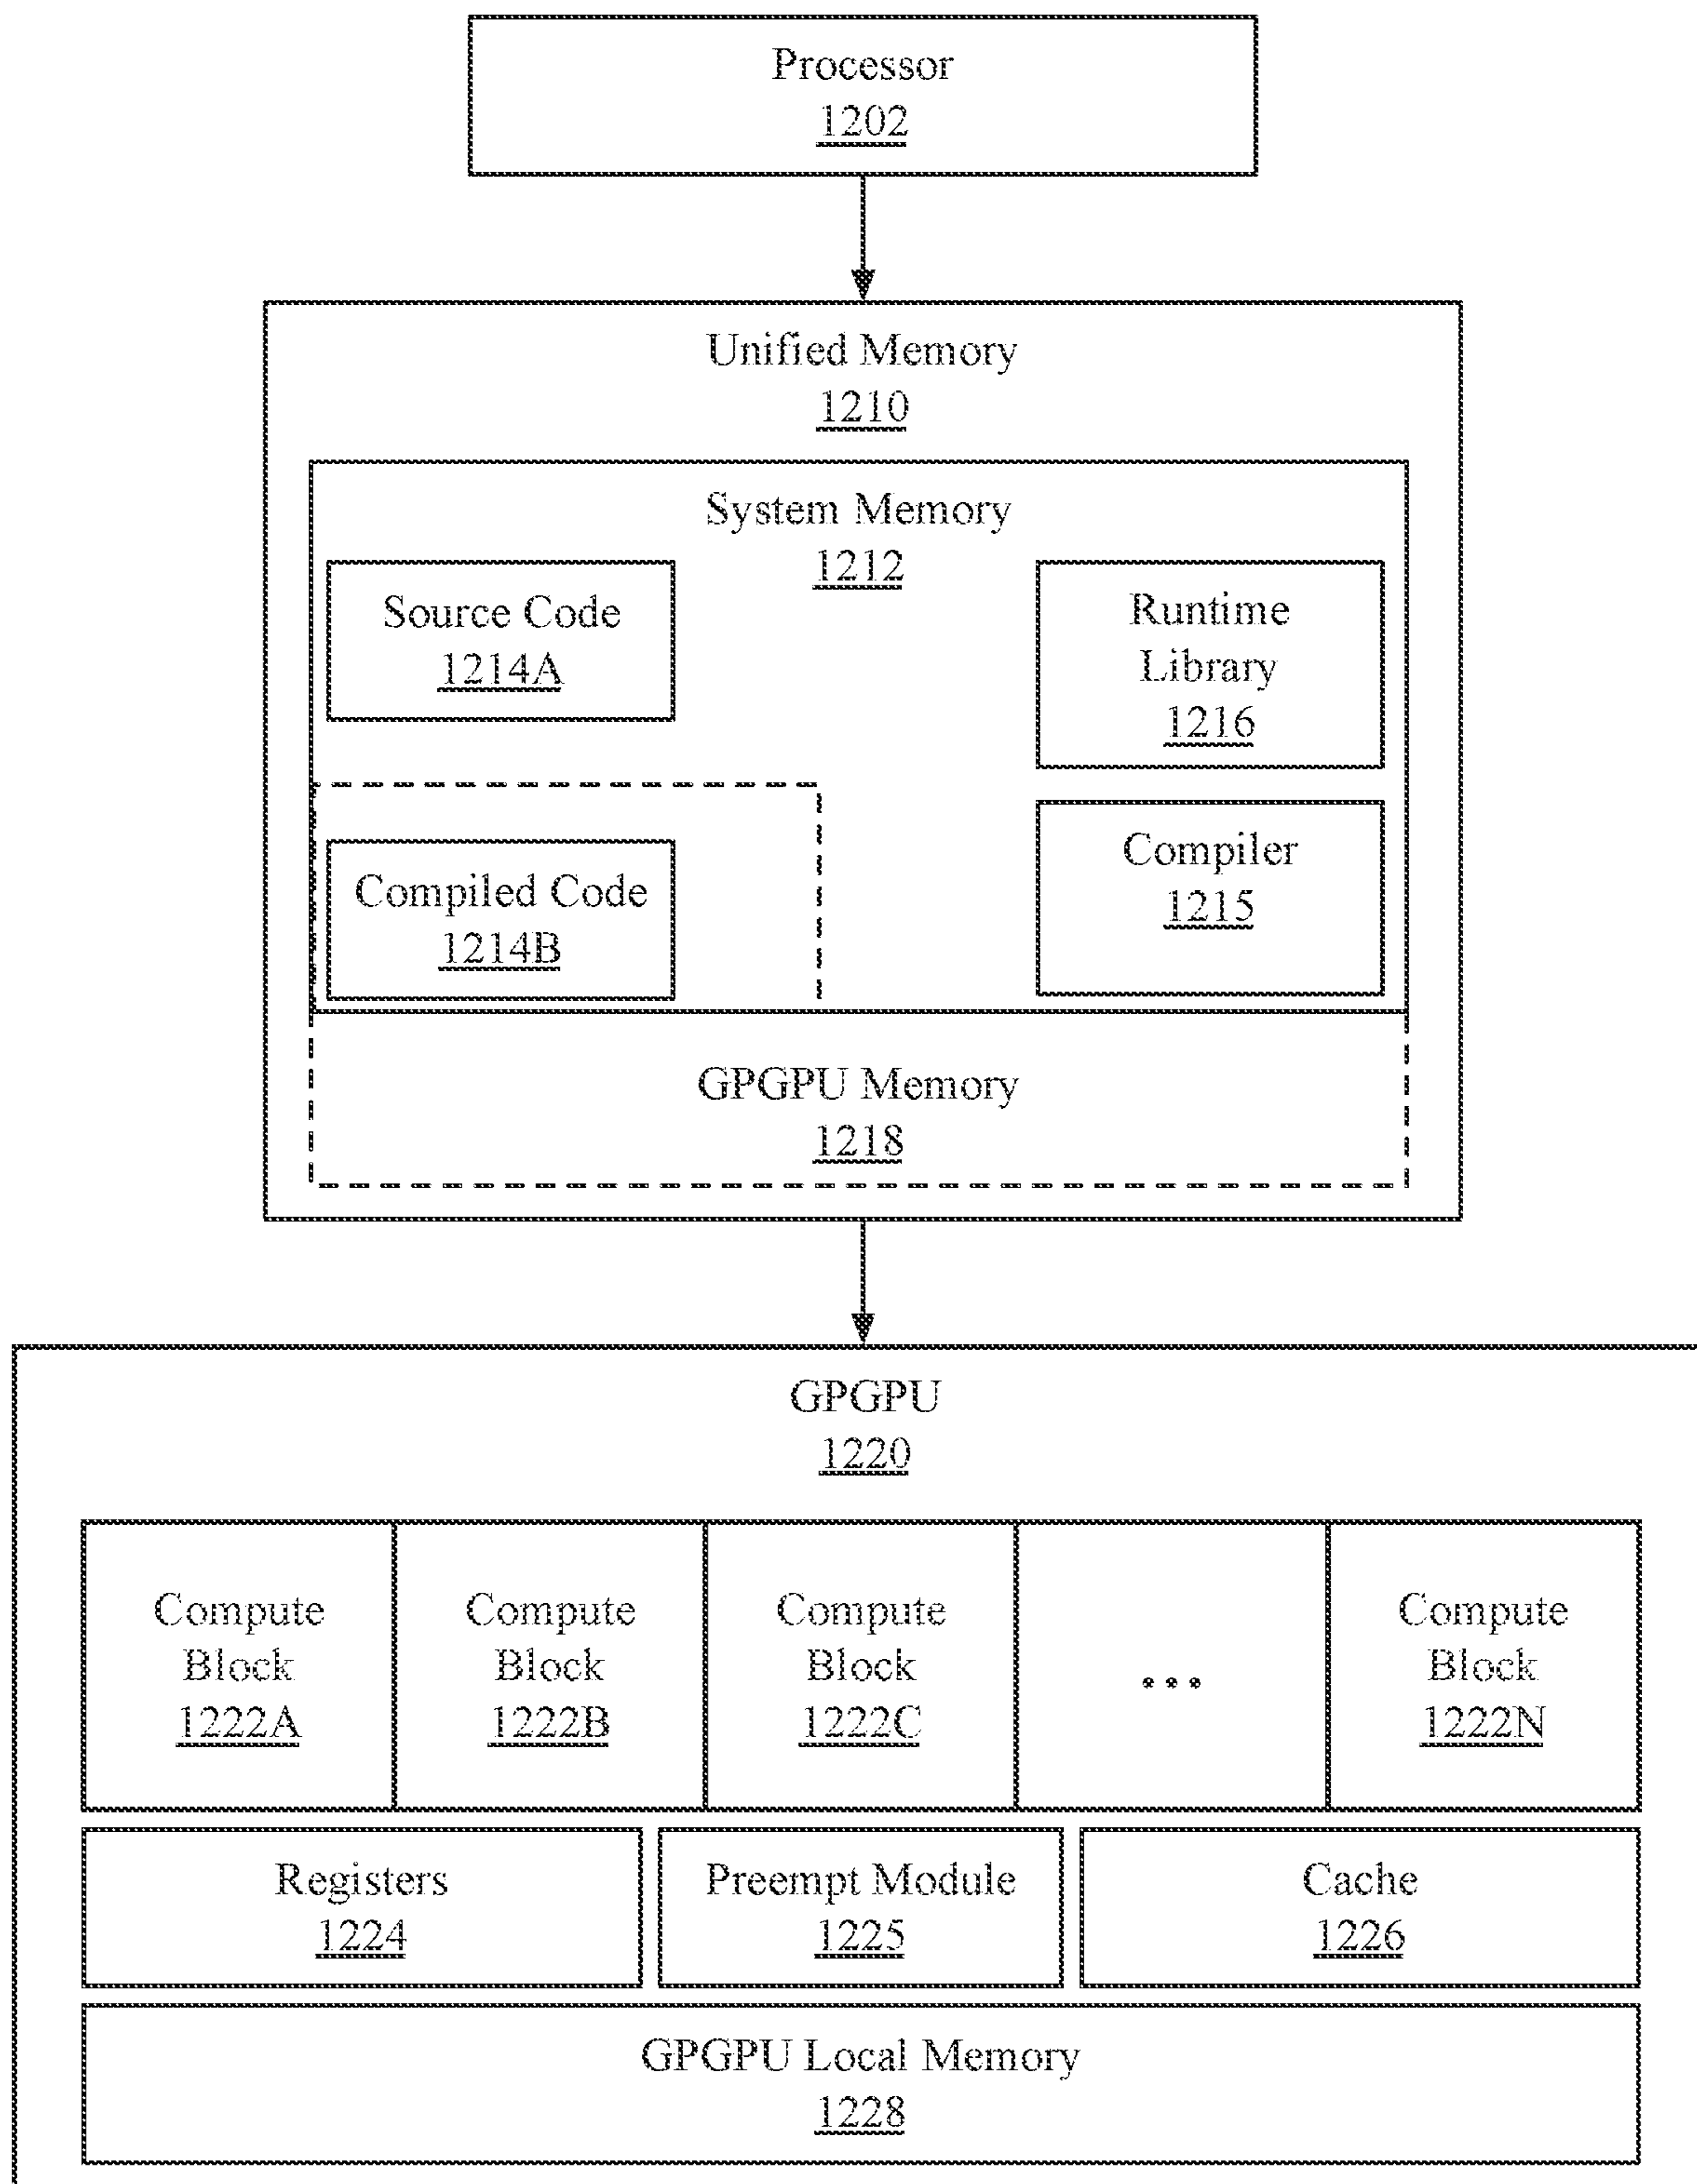 Processor
1202
Unified Memory
1210
System Memory
1212
Source Code
1214A
Runtime
Library
1216
Compiled Code
1214B
Compiler
1215
GPGPU Memory
1218
GPGPU
1220
Compute
Block
1222A
Compute
Block
1222B
Compute
Block
1222C
...
Compute
Block
1222N
Registers
1224
Preempt Module
1225
Cache
1226
GPGPU Local Memory
1228